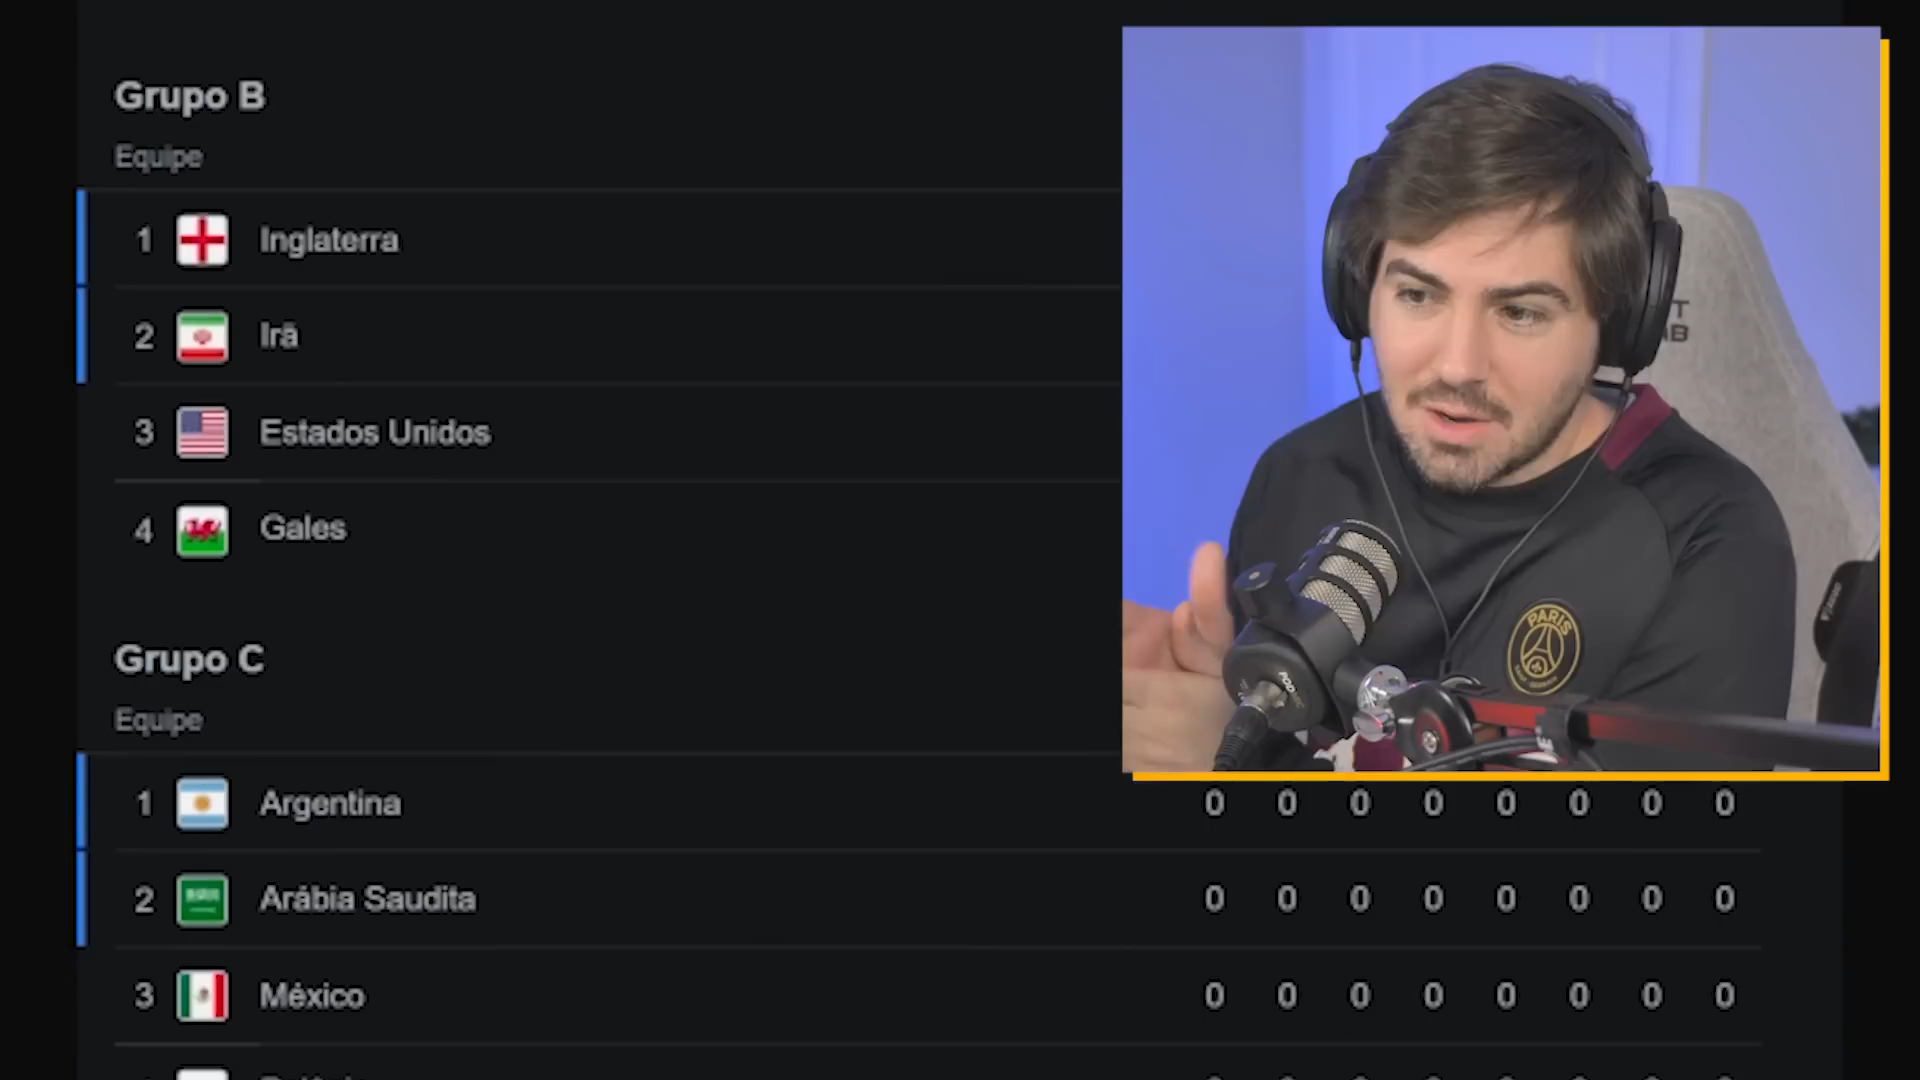 Grupo B
Equipe
1 Inglaterra
2 Irã
3 Estados Unidos
4 Gales
Grupo C
Equipe
1 Argentina 0 0 0 0 0 0 0 0
2 Arábia Saudita 0 0 0 0 0 0 0 0
3 México 0 0 0 0 0 0 0 0
PARIS